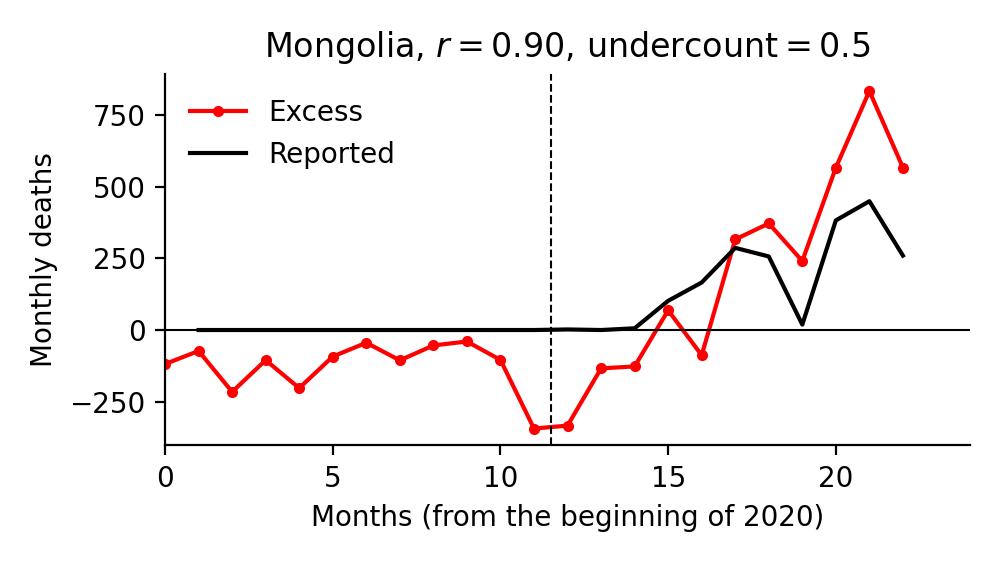 Mongolia, r = 0.90, undercount = 0.5
Excess
Reported
Monthly deaths
750
500
250
0
−250
0 5 10 15 20
Months (from the beginning of 2020)